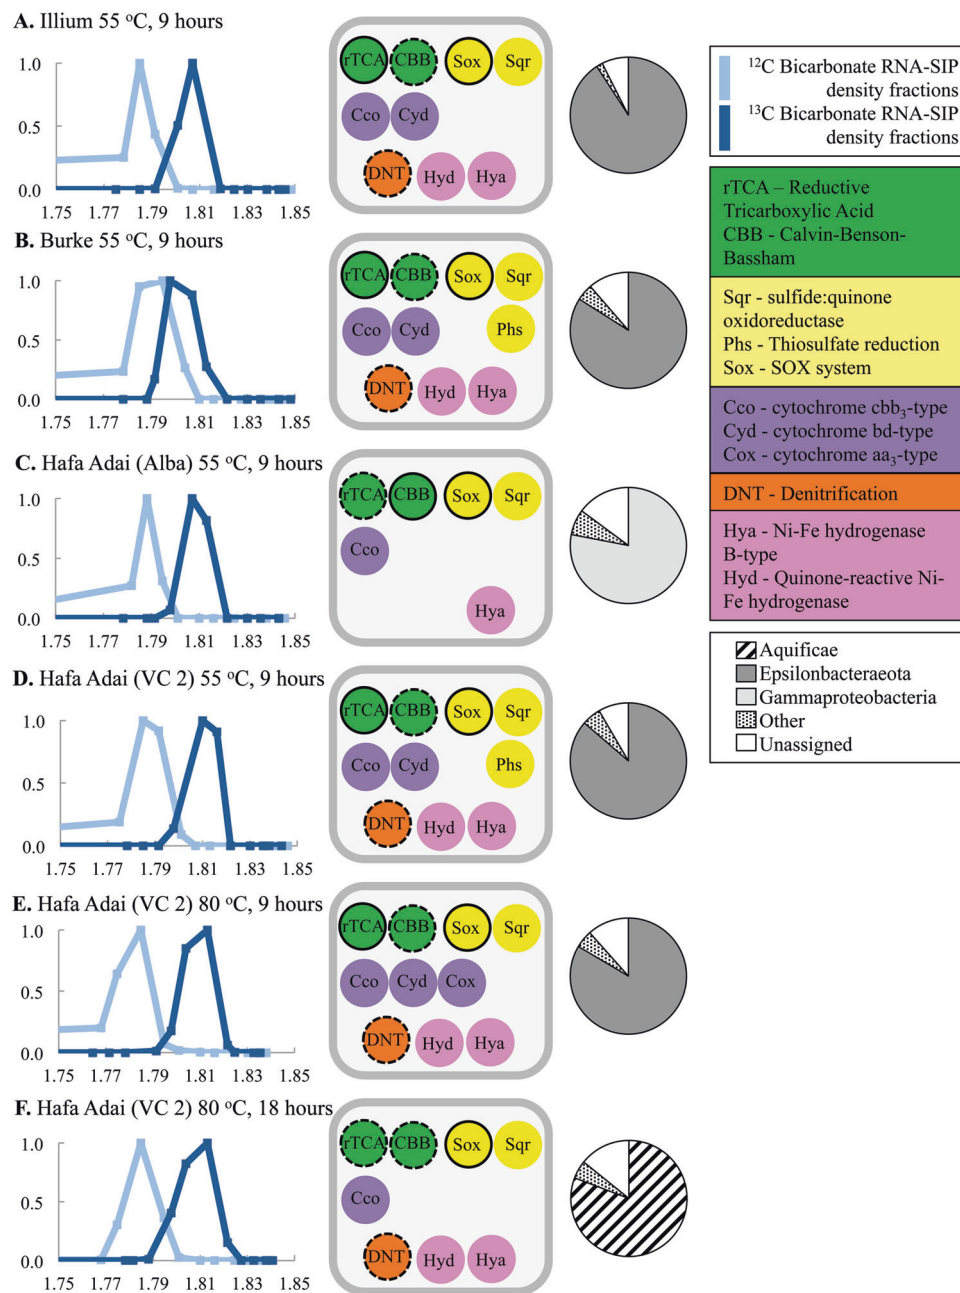 A. Illium 55 °C, 9 hours
1.0
0.5
0.0
1.75 1.77 1.79 1.81 1.83 1.85
rTCA CBB Sox Sqr
Cco Cyd
DNT Hyd Hya
B. Burke 55 °C, 9 hours
1.0
0.5
0.0
1.75 1.77 1.79 1.81 1.83 1.85
rTCA CBB Sox Sqr
Cco Cyd Phs
DNT Hyd Hya
C. Hafa Adai (Alba) 55 °C, 9 hours
1.0
0.5
0.0
1.75 1.77 1.79 1.81 1.83 1.85
rTCA CBB Sox Sqr
Cco
Hya
D. Hafa Adai (VC 2) 55 °C, 9 hours
1.0
0.5
0.0
1.75 1.77 1.79 1.81 1.83 1.85
rTCA CBB Sox Sqr
Cco Cyd Phs
DNT Hyd Hya
E. Hafa Adai (VC 2) 80 °C, 9 hours
1.0
0.5
0.0
1.75 1.77 1.79 1.81 1.83 1.85
rTCA CBB Sox Sqr
Cco Cyd Cox
DNT Hyd Hya
F. Hafa Adai (VC 2) 80 °C, 18 hours
1.0
0.5
0.0
1.75 1.77 1.79 1.81 1.83 1.85
rTCA CBB Sox Sqr
Cco
DNT Hyd Hya
¹²C Bicarbonate RNA-SIP
density fractions
¹³C Bicarbonate RNA-SIP
density fractions
rTCA – Reductive
Tricarboxylic Acid
CBB - Calvin-Benson-
Bassham
Sqr - sulfide:quinone
oxidoreductase
Phs - Thiosulfate reduction
Sox - SOX system
Cco - cytochrome cbb₃-type
Cyd - cytochrome bd-type
Cox - cytochrome aa₃-type
DNT - Denitrification
Hya - Ni-Fe hydrogenase
B-type
Hyd - Quinone-reactive Ni-
Fe hydrogenase
Aquificae
Epsilonbacteraeota
Gammaproteobacteria
Other
Unassigned